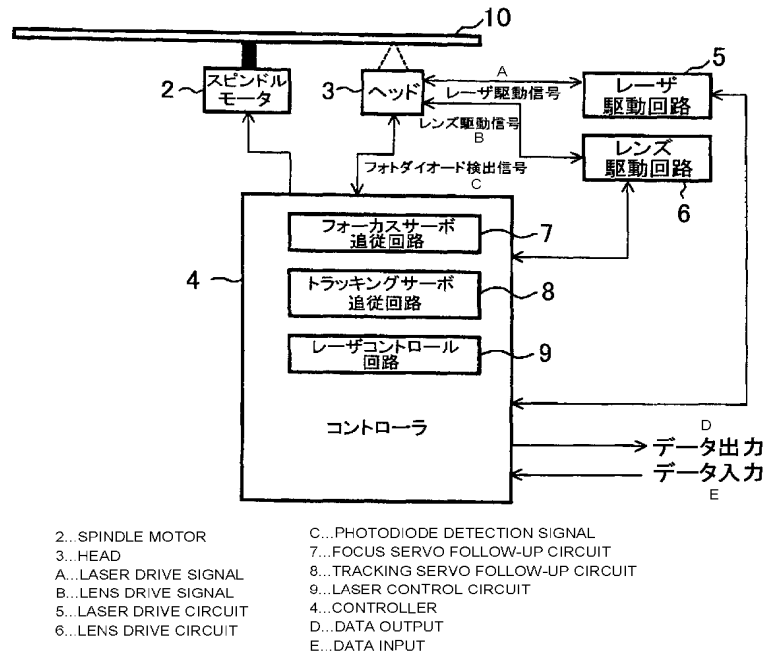 10
2
スピンドル
モータ
3
ヘッド
A
レーザ駆動信号
5
レーザ
駆動回路
レンズ駆動信号
B
レンズ
駆動回路
6
フォトダイオード検出信号
C
4
フォーカスサーボ
追従回路
7
トラッキングサーボ
追従回路
8
レーザコントロール
回路
9
コントローラ
D
データ出力
データ入力
E
2...SPINDLE MOTOR
3...HEAD
A...LASER DRIVE SIGNAL
B...LENS DRIVE SIGNAL
5...LASER DRIVE CIRCUIT
6...LENS DRIVE CIRCUIT
C...PHOTODIODE DETECTION SIGNAL
7...FOCUS SERVO FOLLOW-UP CIRCUIT
8...TRACKING SERVO FOLLOW-UP CIRCUIT
9...LASER CONTROL CIRCUIT
4...CONTROLLER
D...DATA OUTPUT
E...DATA INPUT